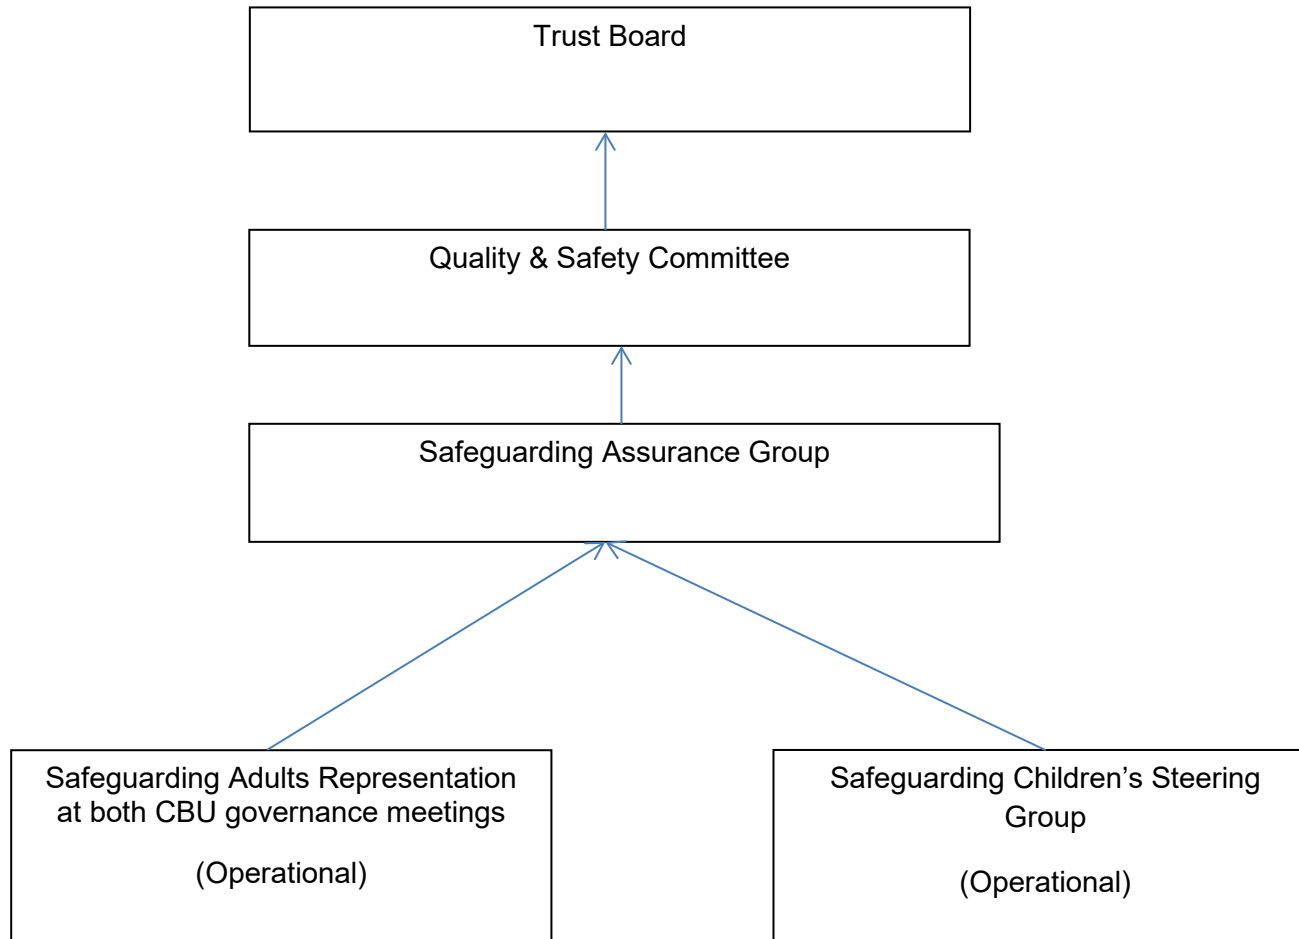 Trust Board
Quality & Safety Committee
Safeguarding Assurance Group
Safeguarding Adults Representation
at both CBU governance meetings
(Operational)
Safeguarding Children’s Steering
Group
(Operational)